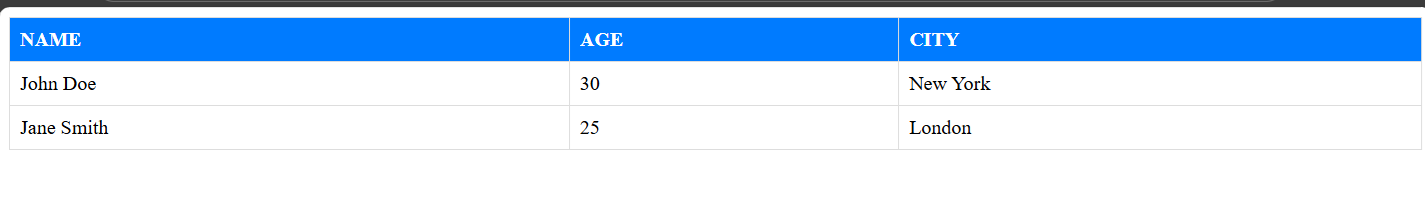 NAME AGE CITY
John Doe 30 New York
Jane Smith 25 London